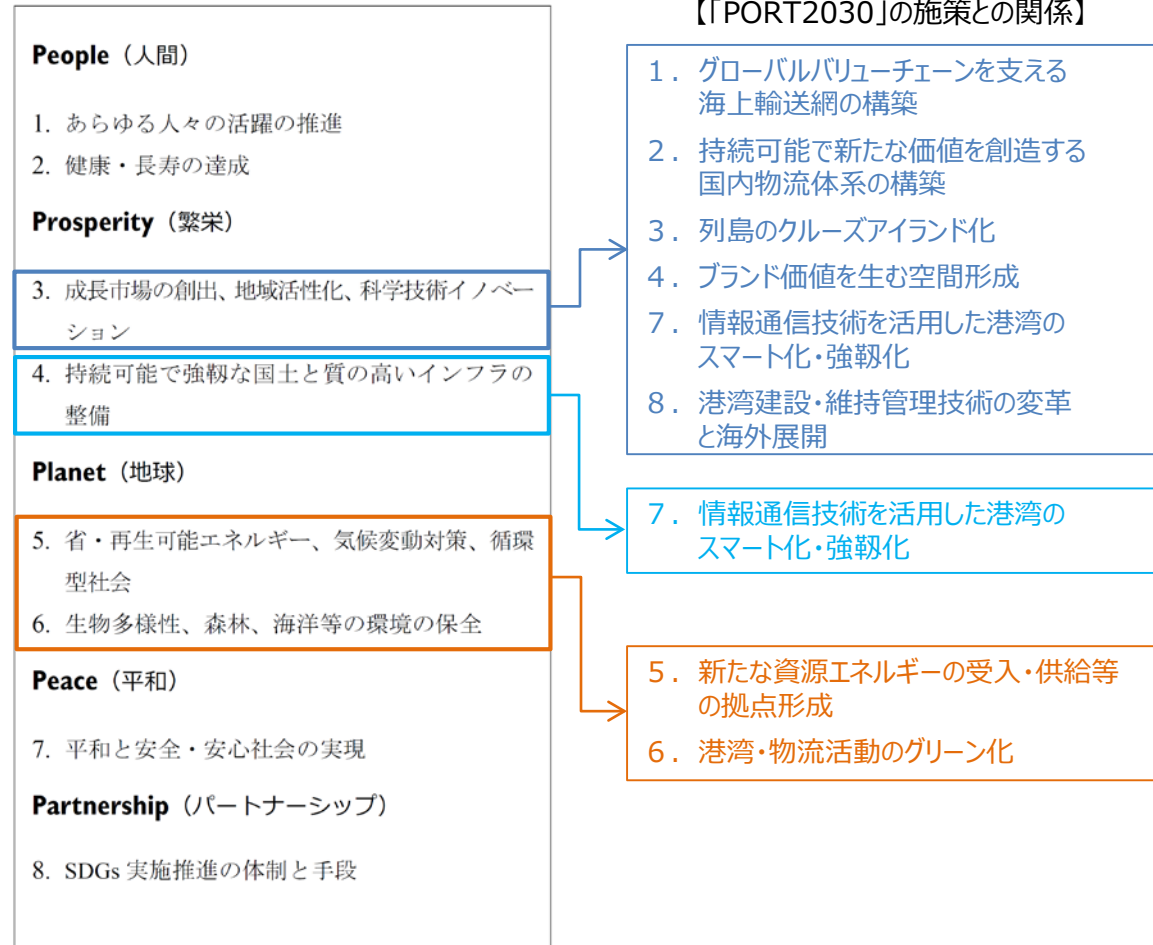 People（人間）
1. あらゆる人々の活躍の推進
2. 健康・長寿の達成
Prosperity（繁栄）
3. 成長市場の創出、地域活性化、科学技術イノベー
ション
4. 持続可能で強靱な国土と質の高いインフラの
整備
Planet（地球）
5. 省・再生可能エネルギー、気候変動対策、循環
型社会
6. 生物多様性、森林、海洋等の環境の保全
Peace（平和）
7. 平和と安全・安心社会の実現
Partnership（パートナーシップ）
8. SDGs 実施推進の体制と手段
【「PORT2030」の施策との関係】
１．グローバルバリューチェーンを支える
海上輸送網の構築
２．持続可能で新たな価値を創造する
国内物流体系の構築
３．列島のクルーズアイランド化
４．ブランド価値を生む空間形成
７．情報通信技術を活用した港湾の
スマート化・強靱化
８．港湾建設・維持管理技術の変革
と海外展開
７．情報通信技術を活用した港湾の
スマート化・強靱化
５．新たな資源エネルギーの受入・供給等
の拠点形成
６．港湾・物流活動のグリーン化